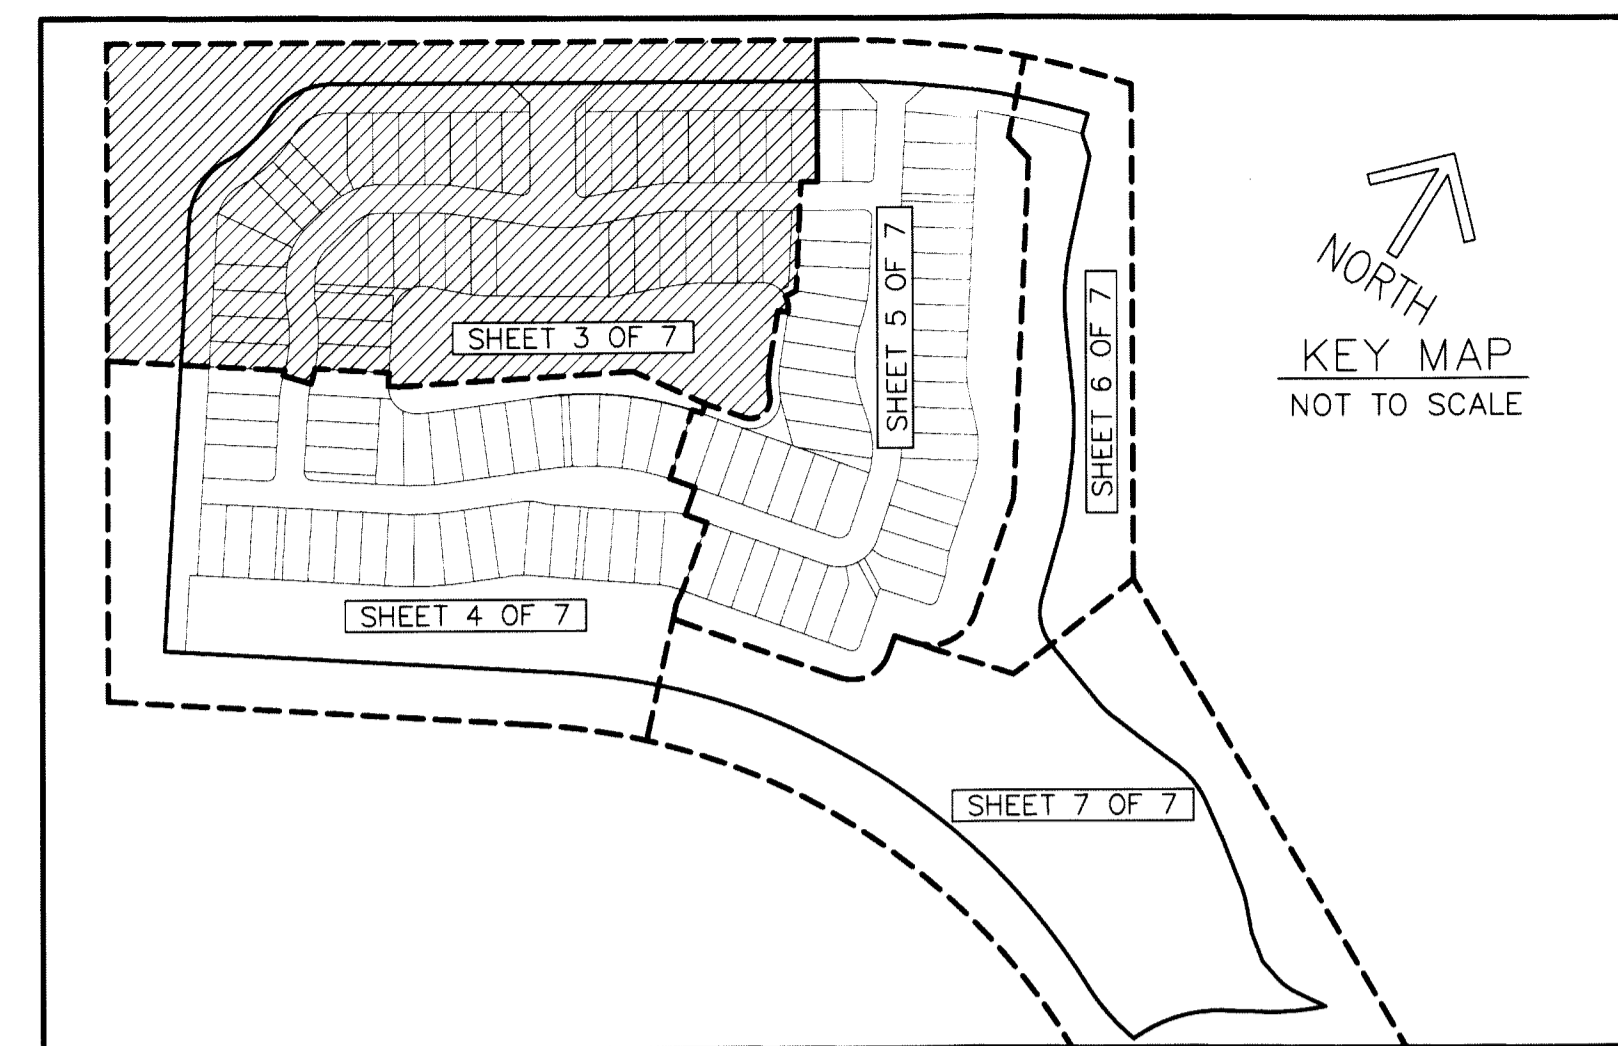 SHEET 3 OF 7
SHEET 5 OF 7
SHEET 6 OF 7
NORTH
KEY MAP
NOT TO SCALE
SHEET 4 OF 7
SHEET 7 OF 7